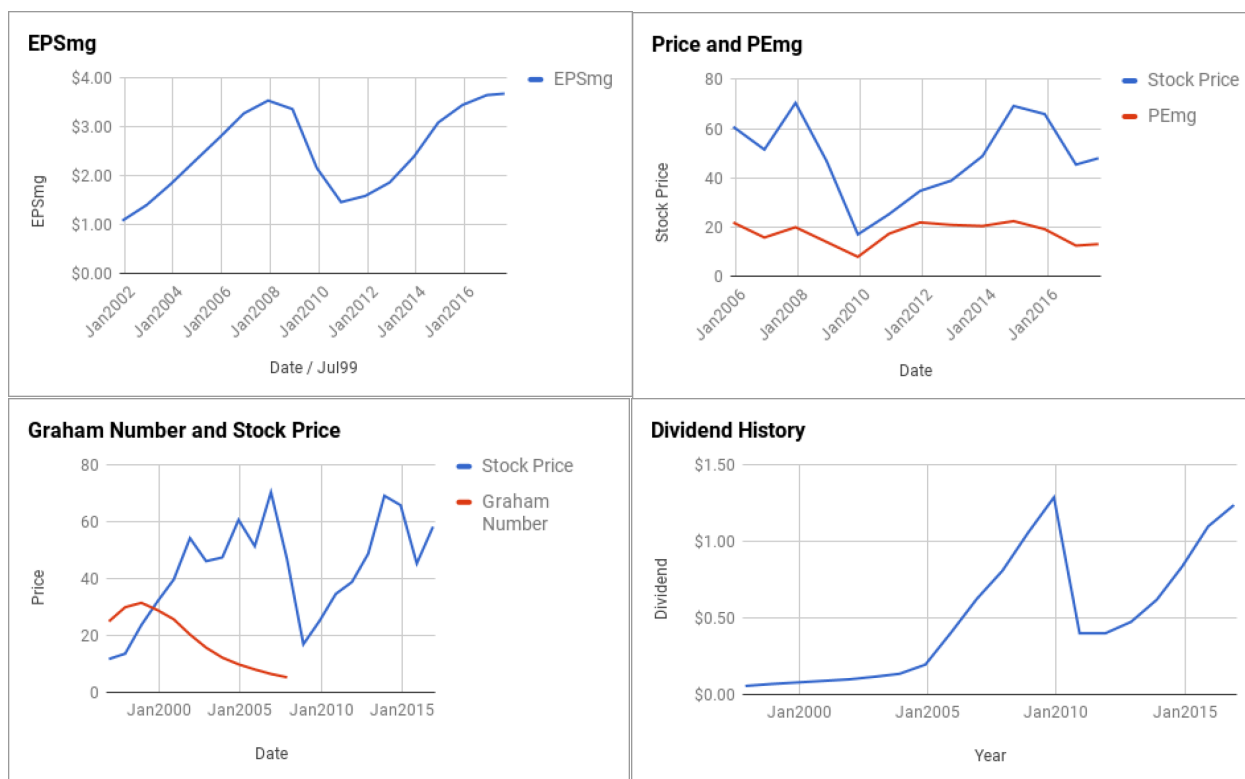 EPSmg
EPSmg
$4.00
$3.00
$2.00
$1.00
$0.00
EPSmg
Jan2002
Jan2004
Jan2006
Jan2008
Jan2010
Jan2012
Jan2014
Jan2016
Date / Jul99
Price and PEmg
Stock Price
PEmg
80
60
40
20
0
Stock Price
Jan2006
Jan2008
Jan2010
Jan2012
Jan2014
Jan2016
Date
Graham Number and Stock Price
Stock Price
Graham
Number
80
60
40
20
0
Price
Jan2000
Jan2005
Jan2010
Jan2015
Date
Dividend History
$1.50
$1.00
$0.50
$0.00
Dividend
Jan2000
Jan2005
Jan2010
Jan2015
Year